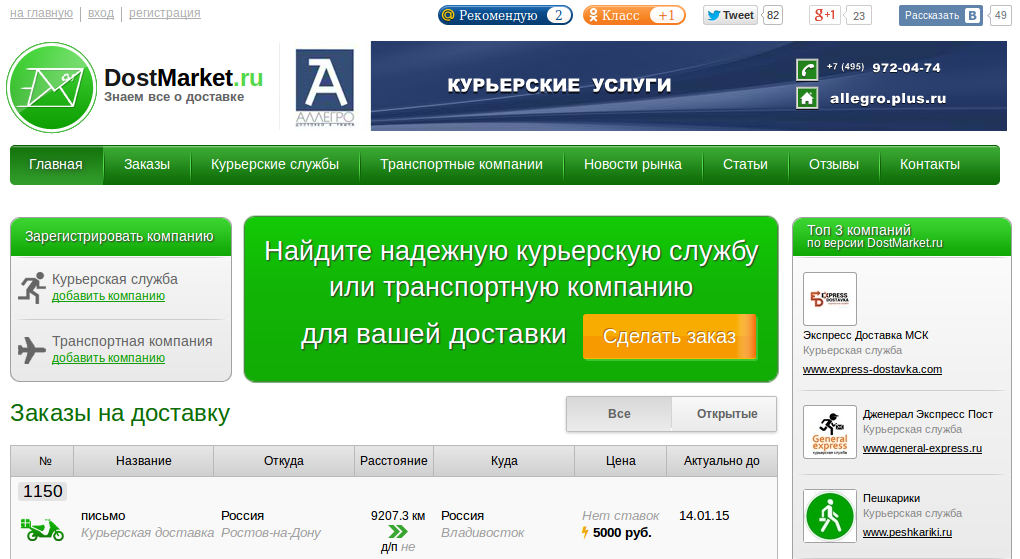 на главную вход регистрация
Рекомендую 2
Класс +1
Tweet 82
g+1 23
Рассказать В 49
DostMarket.ru
Знаем все о доставке
А
АЛЛЕГРО
КУРЬЕРСКИЕ УСЛУГИ
+7 (495) 972-04-74
allegro.plus.ru
Главная Заказы Курьерские службы Транспортные компании Новости рынка Статьи Отзывы Контакты
Зарегистрировать компанию
Курьерская служба
добавить компанию
Транспортная компания
добавить компанию
Найдите надежную курьерскую службу
или транспортную компанию
для вашей доставки Сделать заказ
Заказы на доставку
Все Открытые
№ Название Откуда Расстояние Куда Цена Актуально до
1150
письмо Россия 9207.3 км Россия Нет ставок 14.01.15
Курьерская доставка Ростов-на-Дону Владивосток 5000 руб.
д/п не
Топ 3 компаний
по версии DostMarket.ru
EXPRESS
DOSTAVKA
Экспресс Доставка МСК
Курьерская служба
www.express-dostavka.com
General
express
курьерская служба
Дженерал Экспресс Пост
Курьерская служба
www.general-express.ru
Пешкарики
Курьерская служба
www.peshkariki.ru